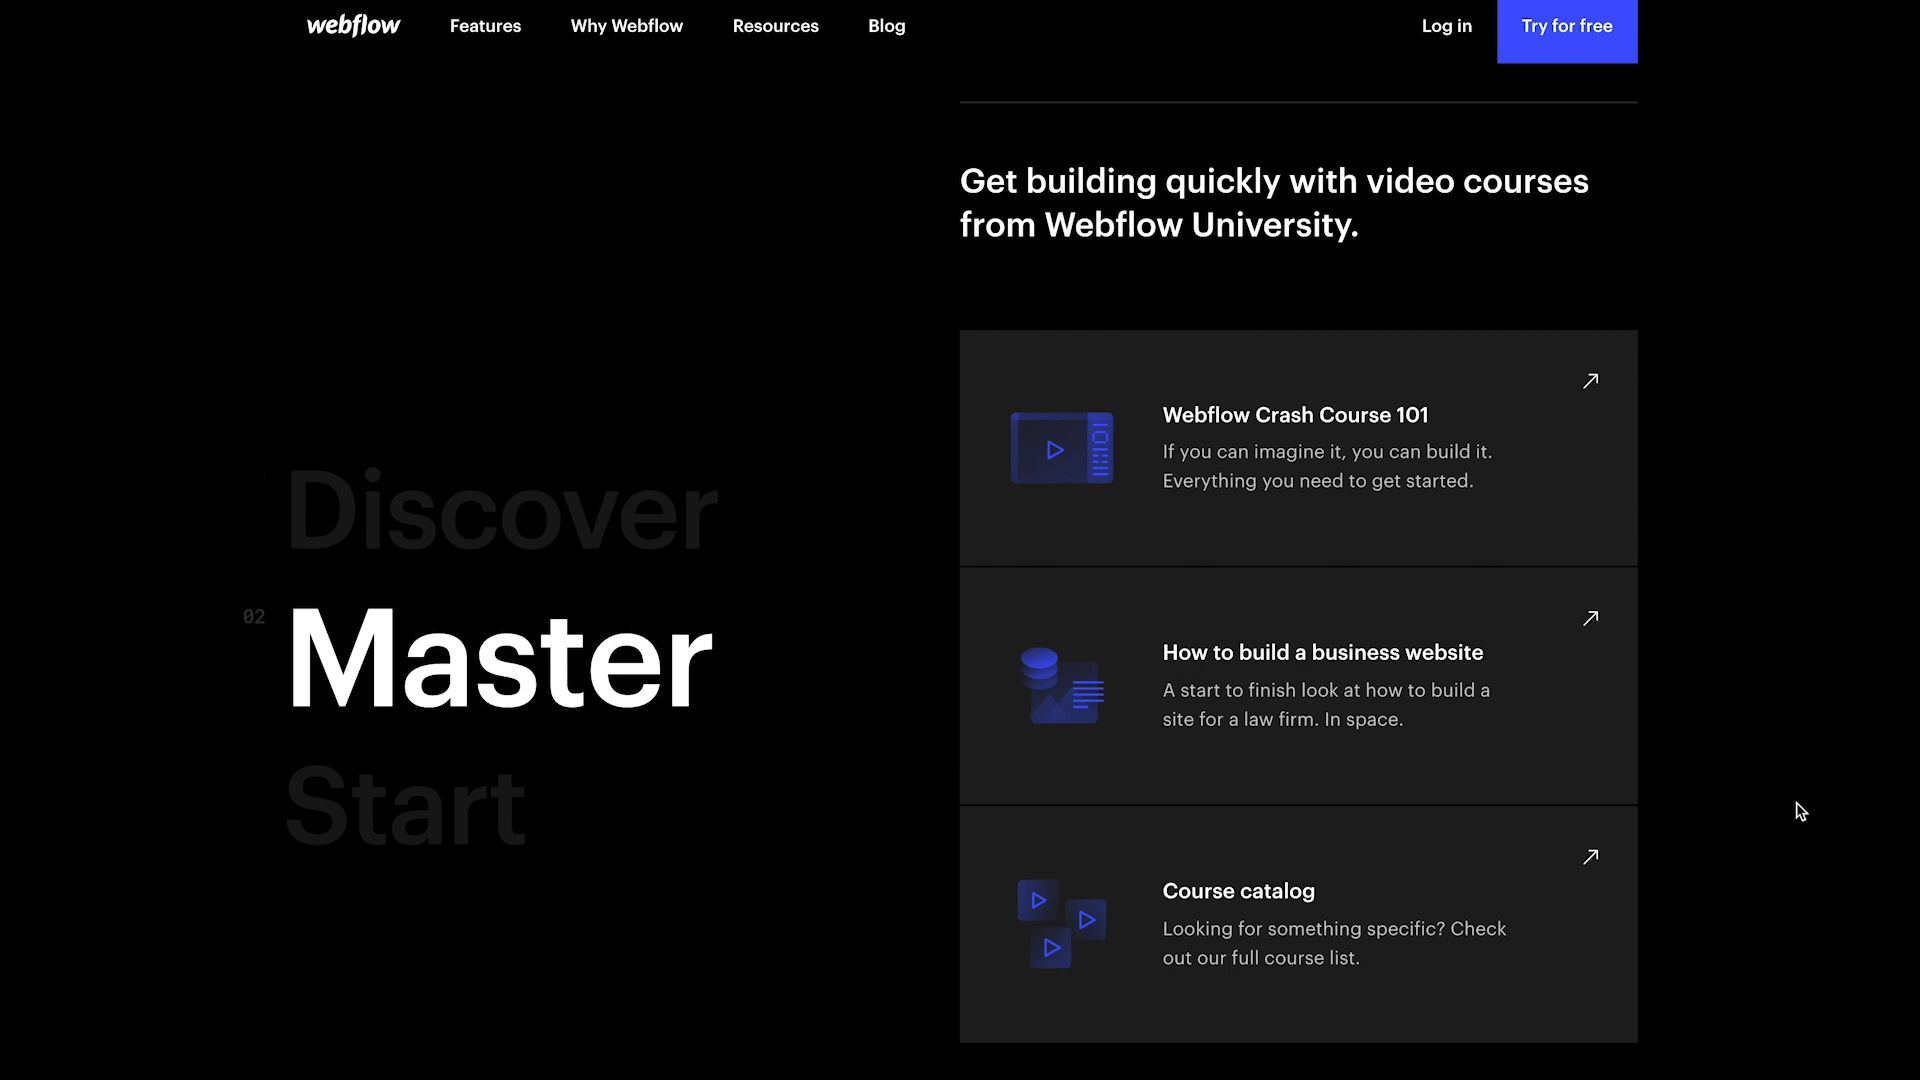 webflow
Features
Why Webflow
Resources
Blog
Log in
Try for free
Get building quickly with video courses
from Webflow University.
Discover
02
Master
Start
Webflow Crash Course 101
If you can imagine it, you can build it.
Everything you need to get started.
How to build a business website
A start to finish look at how to build a
site for a law firm. In space.
Course catalog
Looking for something specific? Check
out our full course list.